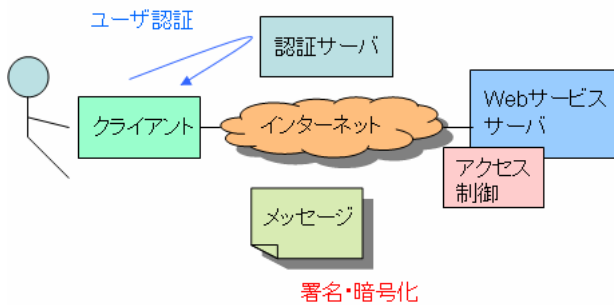 ユーザ認証
認証サーバ
クライアント
インターネット
Webサービス
サーバ
アクセス
制御
メッセージ
署名・暗号化